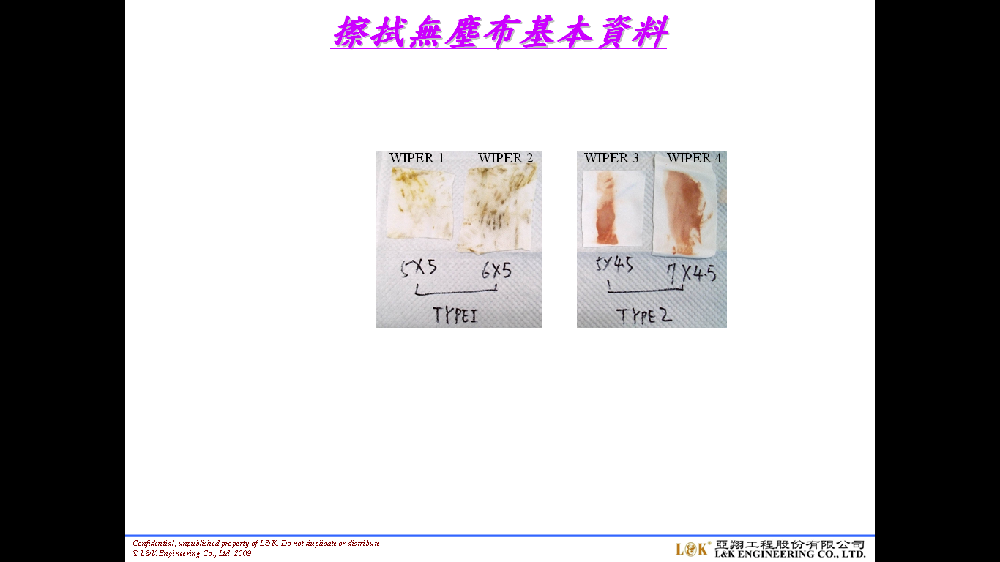 擦拭無塵布基本資料
WIPER 1 WIPER 2
5X5 6X5
TYPE1
WIPER 3 WIPER 4
5X4.5 7X4.5
TYPE2
Confidential, unpublished property of L&K. Do not duplicate or distribute
© L&K Engineering Co., Ltd. 2009
L&K® 亞翔工程股份有限公司
L&K ENGINEERING CO., LTD.